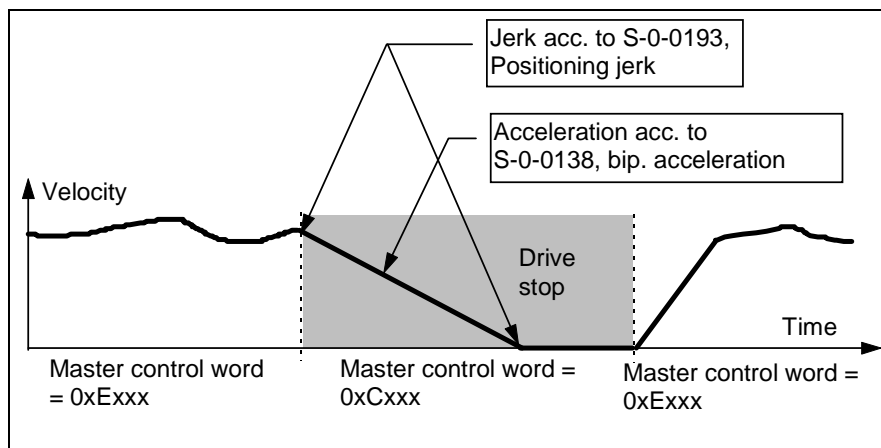 Jerk acc. to S-0-0193,
Positioning jerk
Acceleration acc. to
S-0-0138, bip. acceleration
Velocity
Drive
stop
Time
Master control word
= 0xExxx
Master control word =
0xCxxx
Master control word =
0xExxx